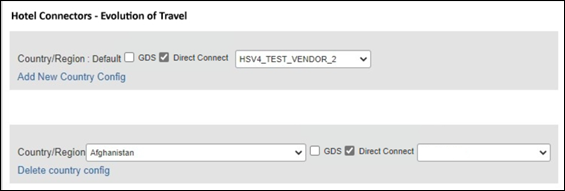 Hotel Connectors - Evolution of Travel
Country/Region : Default GDS Direct Connect HSV4_TEST_VENDOR_2
Add New Country Config
Country/Region Afghanistan GDS Direct Connect
Delete country config